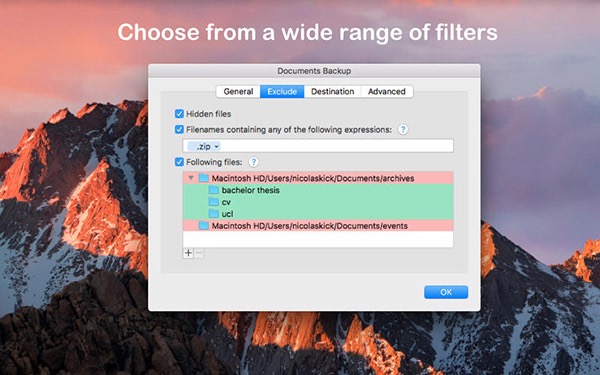 Choose from a wide range of filters
Documents Backup
General Exclude Destination Advanced
Hidden files
Filenames containing any of the following expressions: ?
.zip
Following files: ?
Macintosh HD/Users/nicolaskick/Documents/archives
bachelor thesis
cv
ucl
Macintosh HD/Users/nicolaskick/Documents/events
+ −
OK